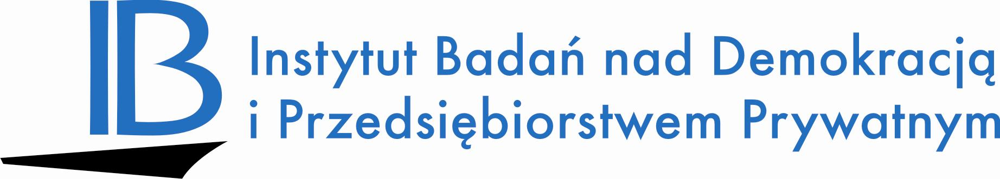 IB
Instytut Badań nad Demokracją
i Przedsiębiorstwem Prywatnym